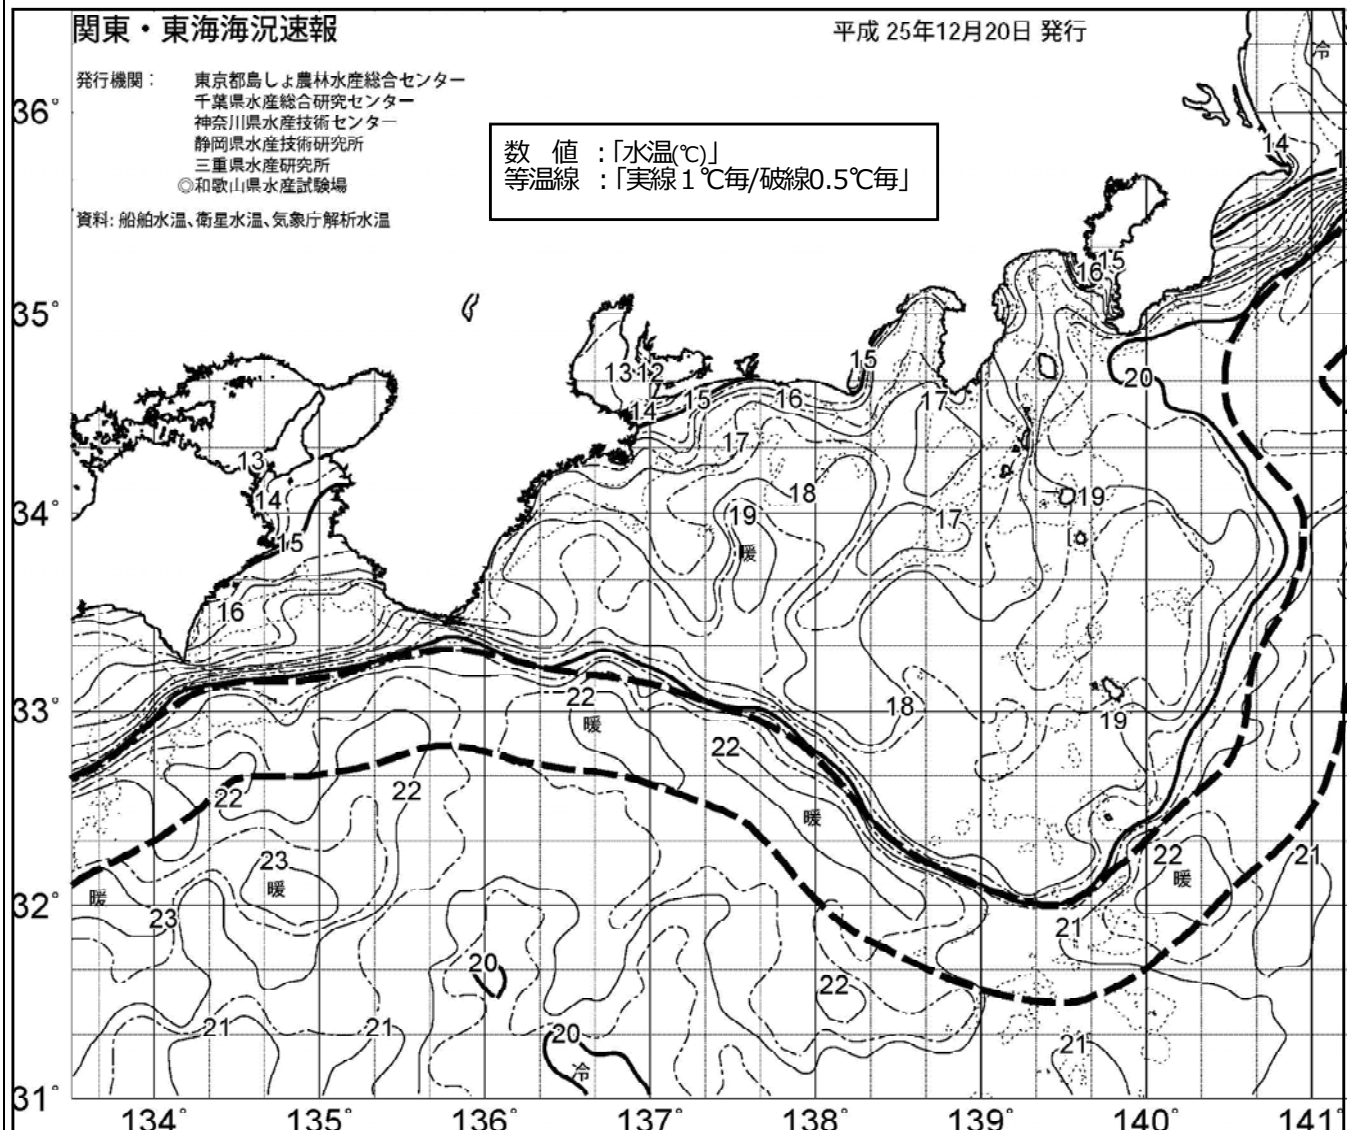 関東・東海海況速報
平成 25年12月20日 発行
発行機関： 東京都島しょ農林水産総合センター
千葉県水産総合研究センター
神奈川県水産技術センター
静岡県水産技術研究所
三重県水産研究所
◎和歌山県水産試験場
資料: 船舶水温、衛星水温、気象庁解析水温
数 値 ：「水温(℃)」
等温線 ：「実線１℃毎/破線0.5℃毎」
冷
36°
14
15
16
35°
15
13 12
20
14 15 16 17
17
13
18
14
19
19
34°
17
15
暖
16
22
18
33°
19
暖
22
22
22
暖
22
21
23
暖
暖
暖
32°
23
21
20
22
21
21
20
21
冷
31°
134° 135° 136° 137° 138° 139° 140° 141°